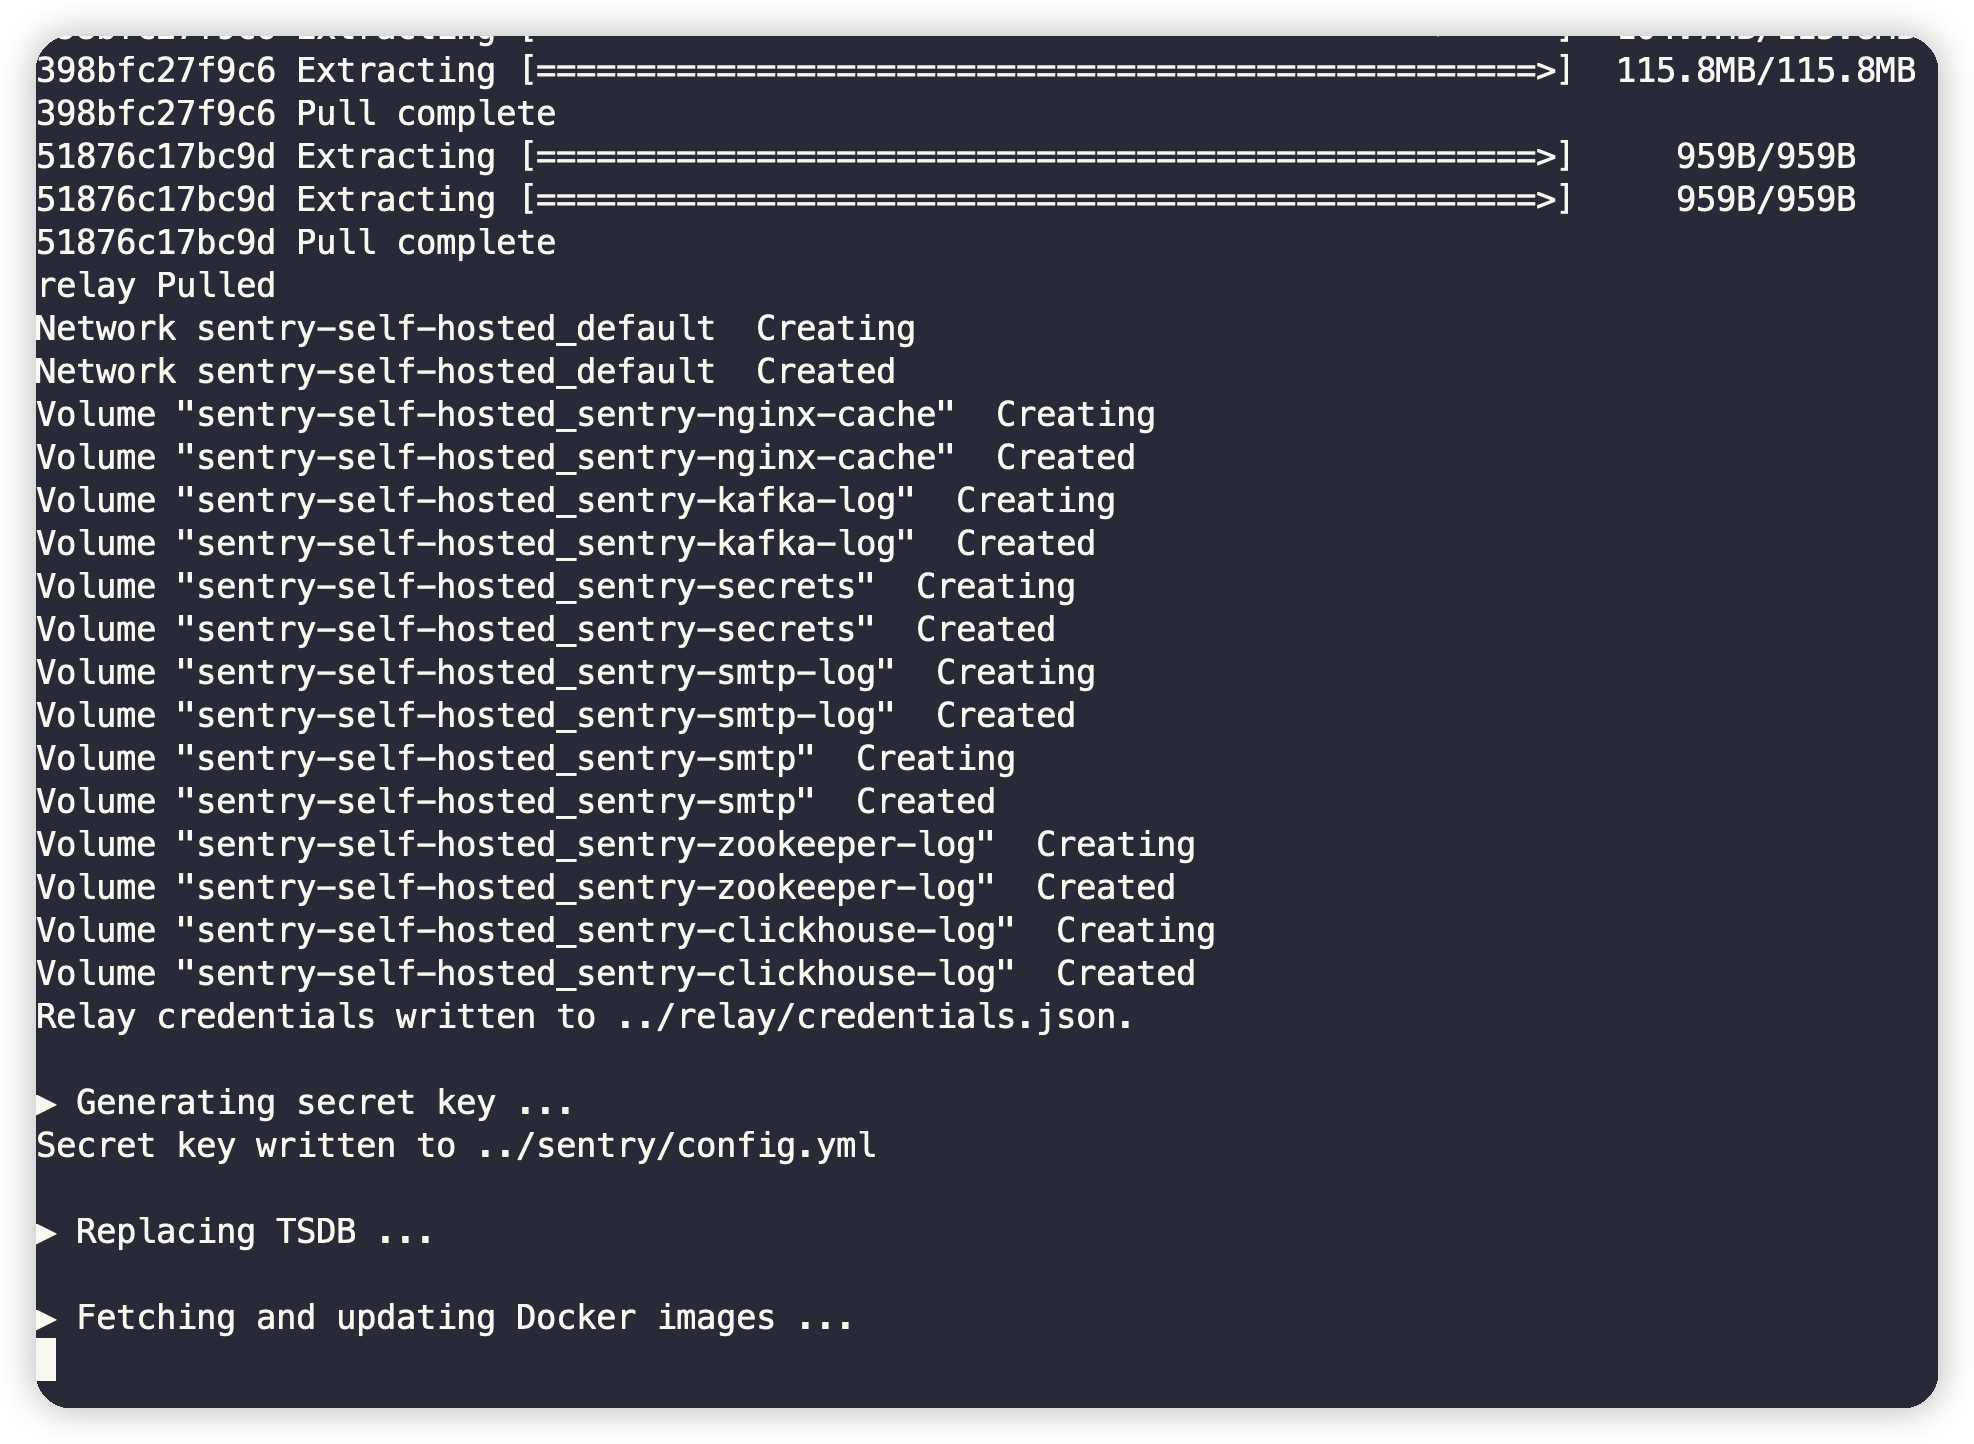 398bfc27f9c6 Extracting [==================================================>]  115.8MB/115.8MB
398bfc27f9c6 Pull complete
51876c17bc9d Extracting [==================================================>]     959B/959B
51876c17bc9d Extracting [==================================================>]     959B/959B
51876c17bc9d Pull complete
relay Pulled
Network sentry-self-hosted_default  Creating
Network sentry-self-hosted_default  Created
Volume "sentry-self-hosted_sentry-nginx-cache"  Creating
Volume "sentry-self-hosted_sentry-nginx-cache"  Created
Volume "sentry-self-hosted_sentry-kafka-log"  Creating
Volume "sentry-self-hosted_sentry-kafka-log"  Created
Volume "sentry-self-hosted_sentry-secrets"  Creating
Volume "sentry-self-hosted_sentry-secrets"  Created
Volume "sentry-self-hosted_sentry-smtp-log"  Creating
Volume "sentry-self-hosted_sentry-smtp-log"  Created
Volume "sentry-self-hosted_sentry-smtp"  Creating
Volume "sentry-self-hosted_sentry-smtp"  Created
Volume "sentry-self-hosted_sentry-zookeeper-log"  Creating
Volume "sentry-self-hosted_sentry-zookeeper-log"  Created
Volume "sentry-self-hosted_sentry-clickhouse-log"  Creating
Volume "sentry-self-hosted_sentry-clickhouse-log"  Created
Relay credentials written to ../relay/credentials.json.
▶ Generating secret key ...
Secret key written to ../sentry/config.yml
▶ Replacing TSDB ...
▶ Fetching and updating Docker images ...